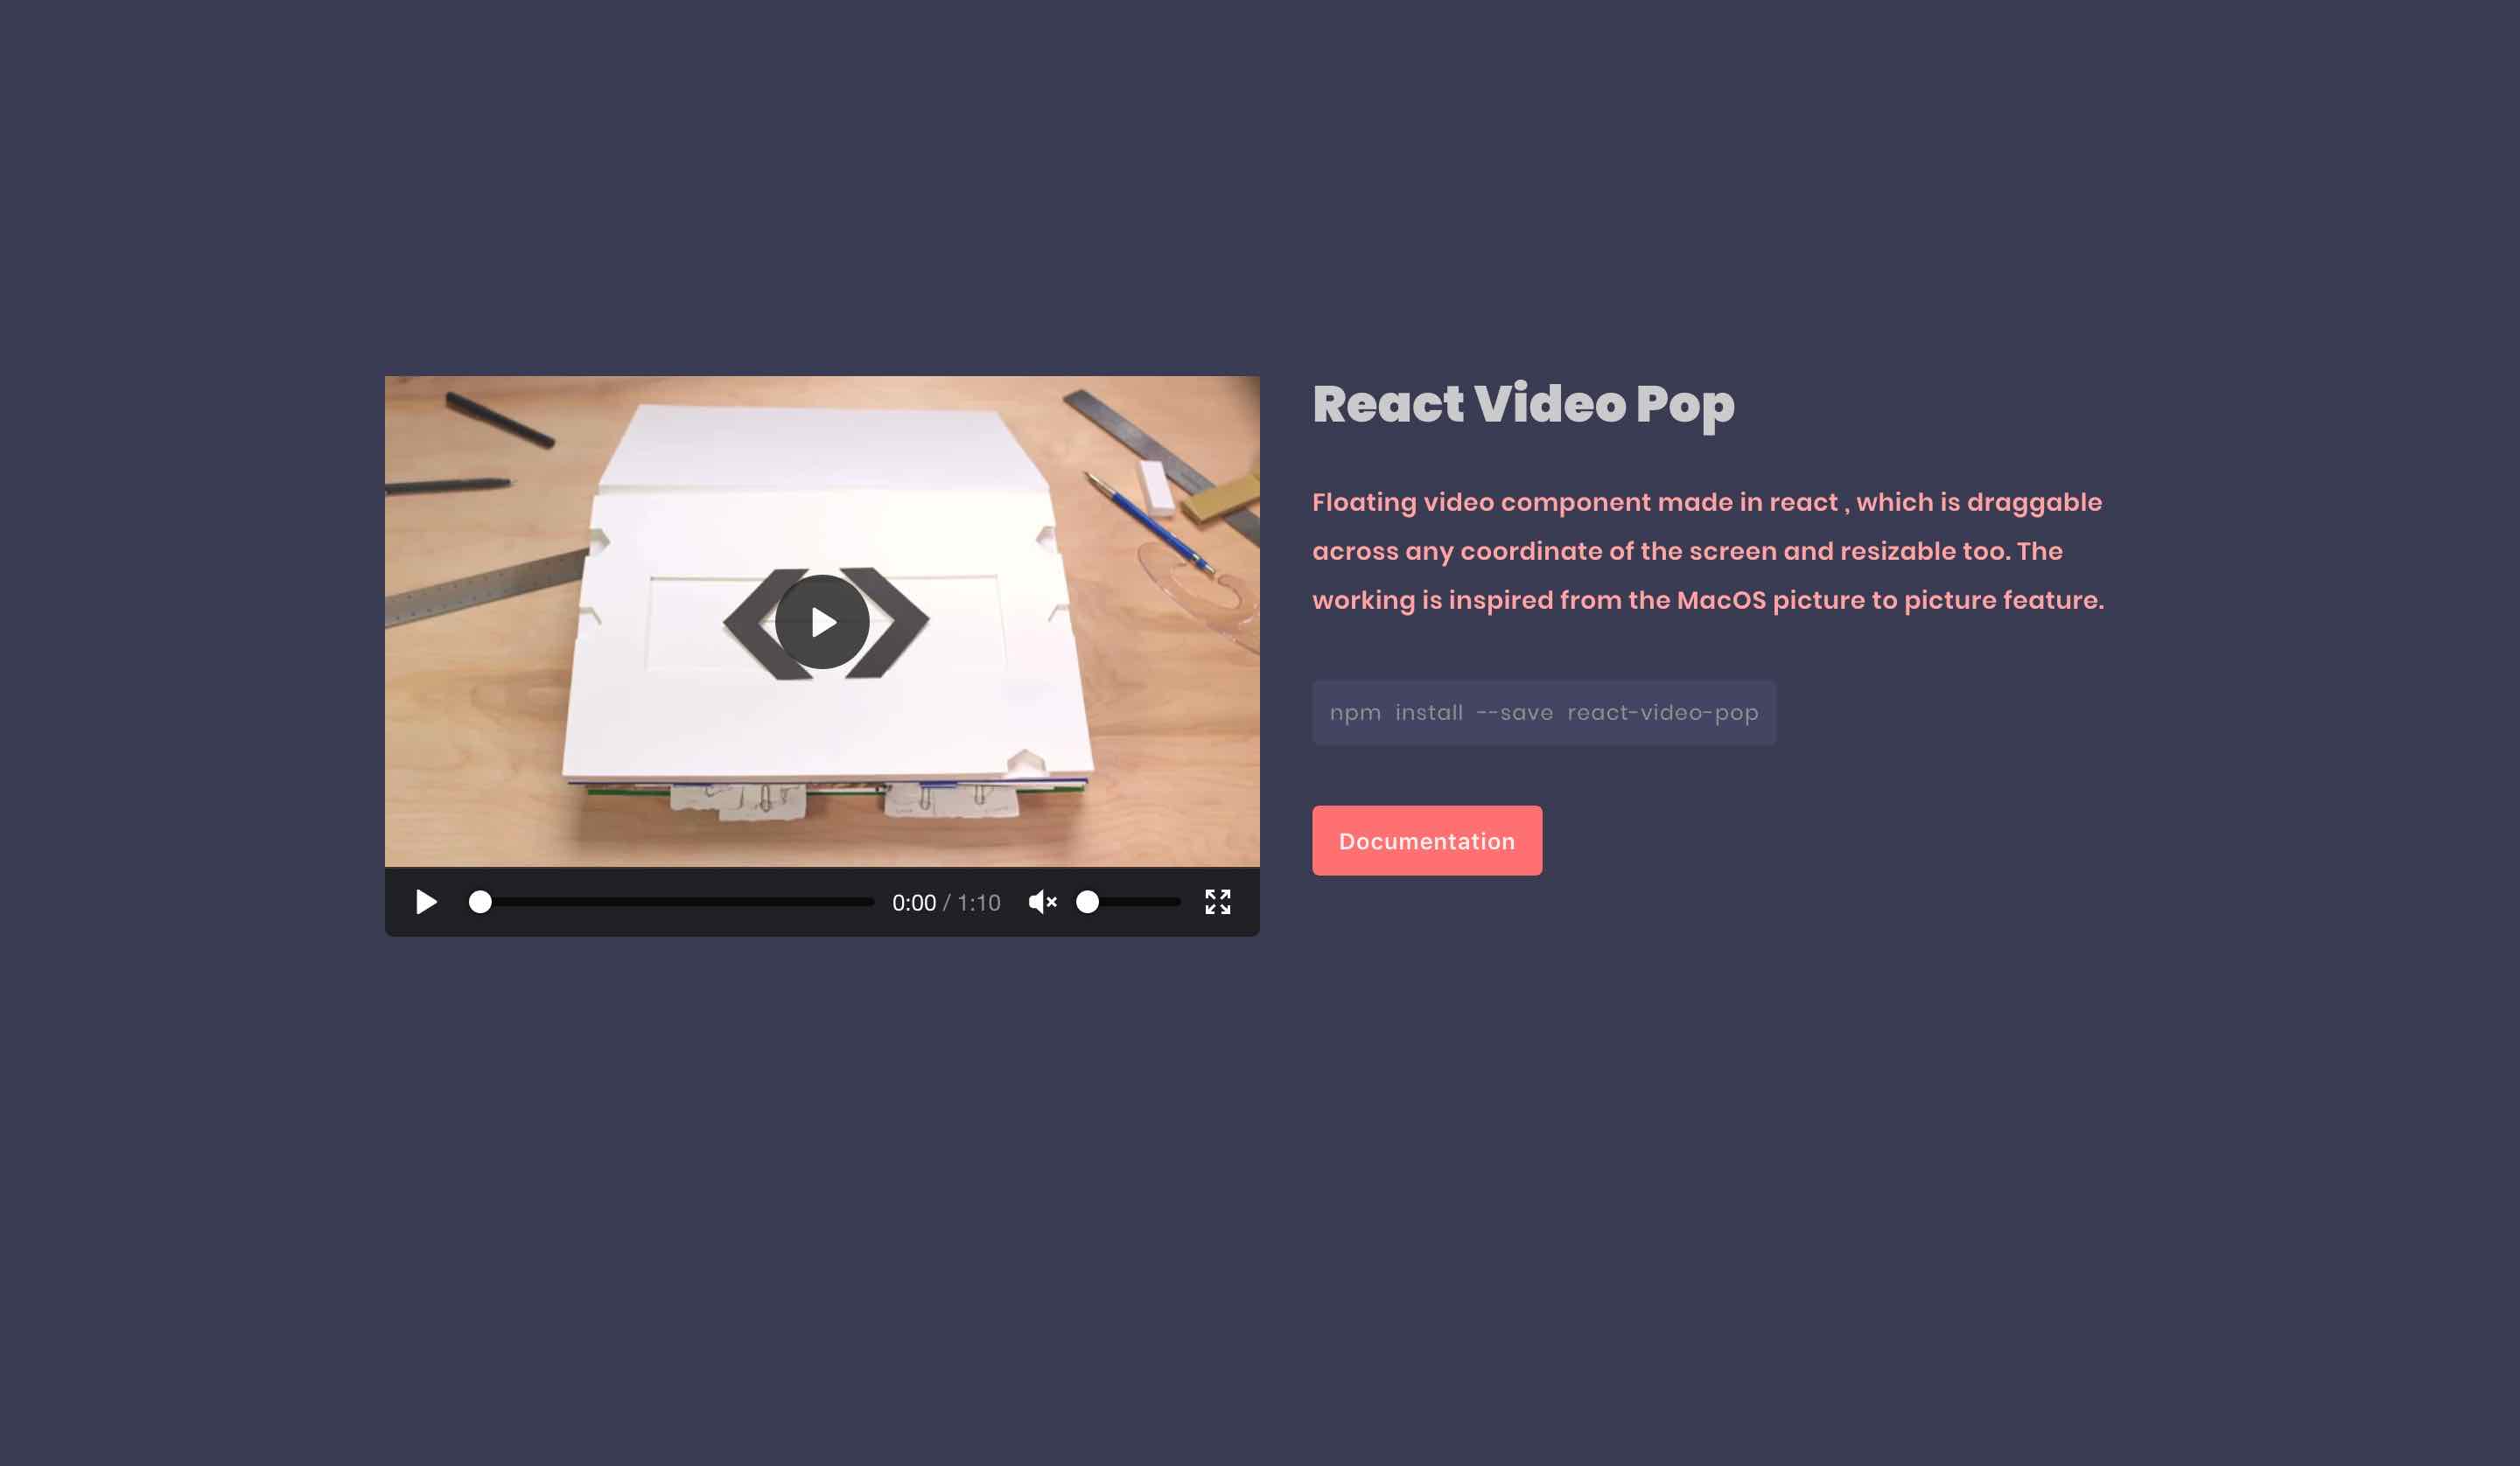 React Video Pop
Floating video component made in react , which is draggable
across any coordinate of the screen and resizable too. The
working is inspired from the MacOS picture to picture feature.
npm install --save react-video-pop
Documentation
0:00 / 1:10